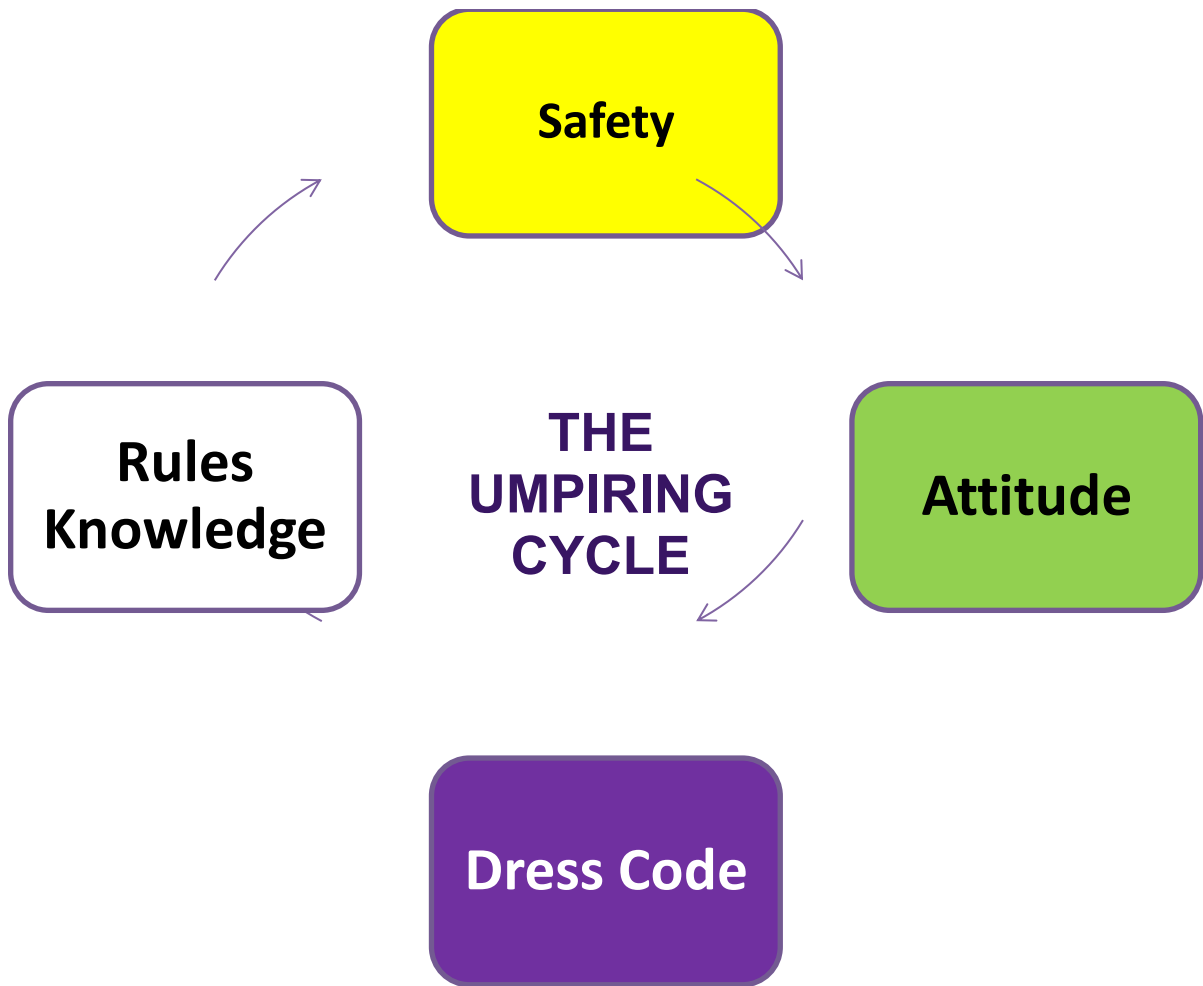 Safety
THE
UMPIRING
CYCLE
Rules
Knowledge
Attitude
Dress Code